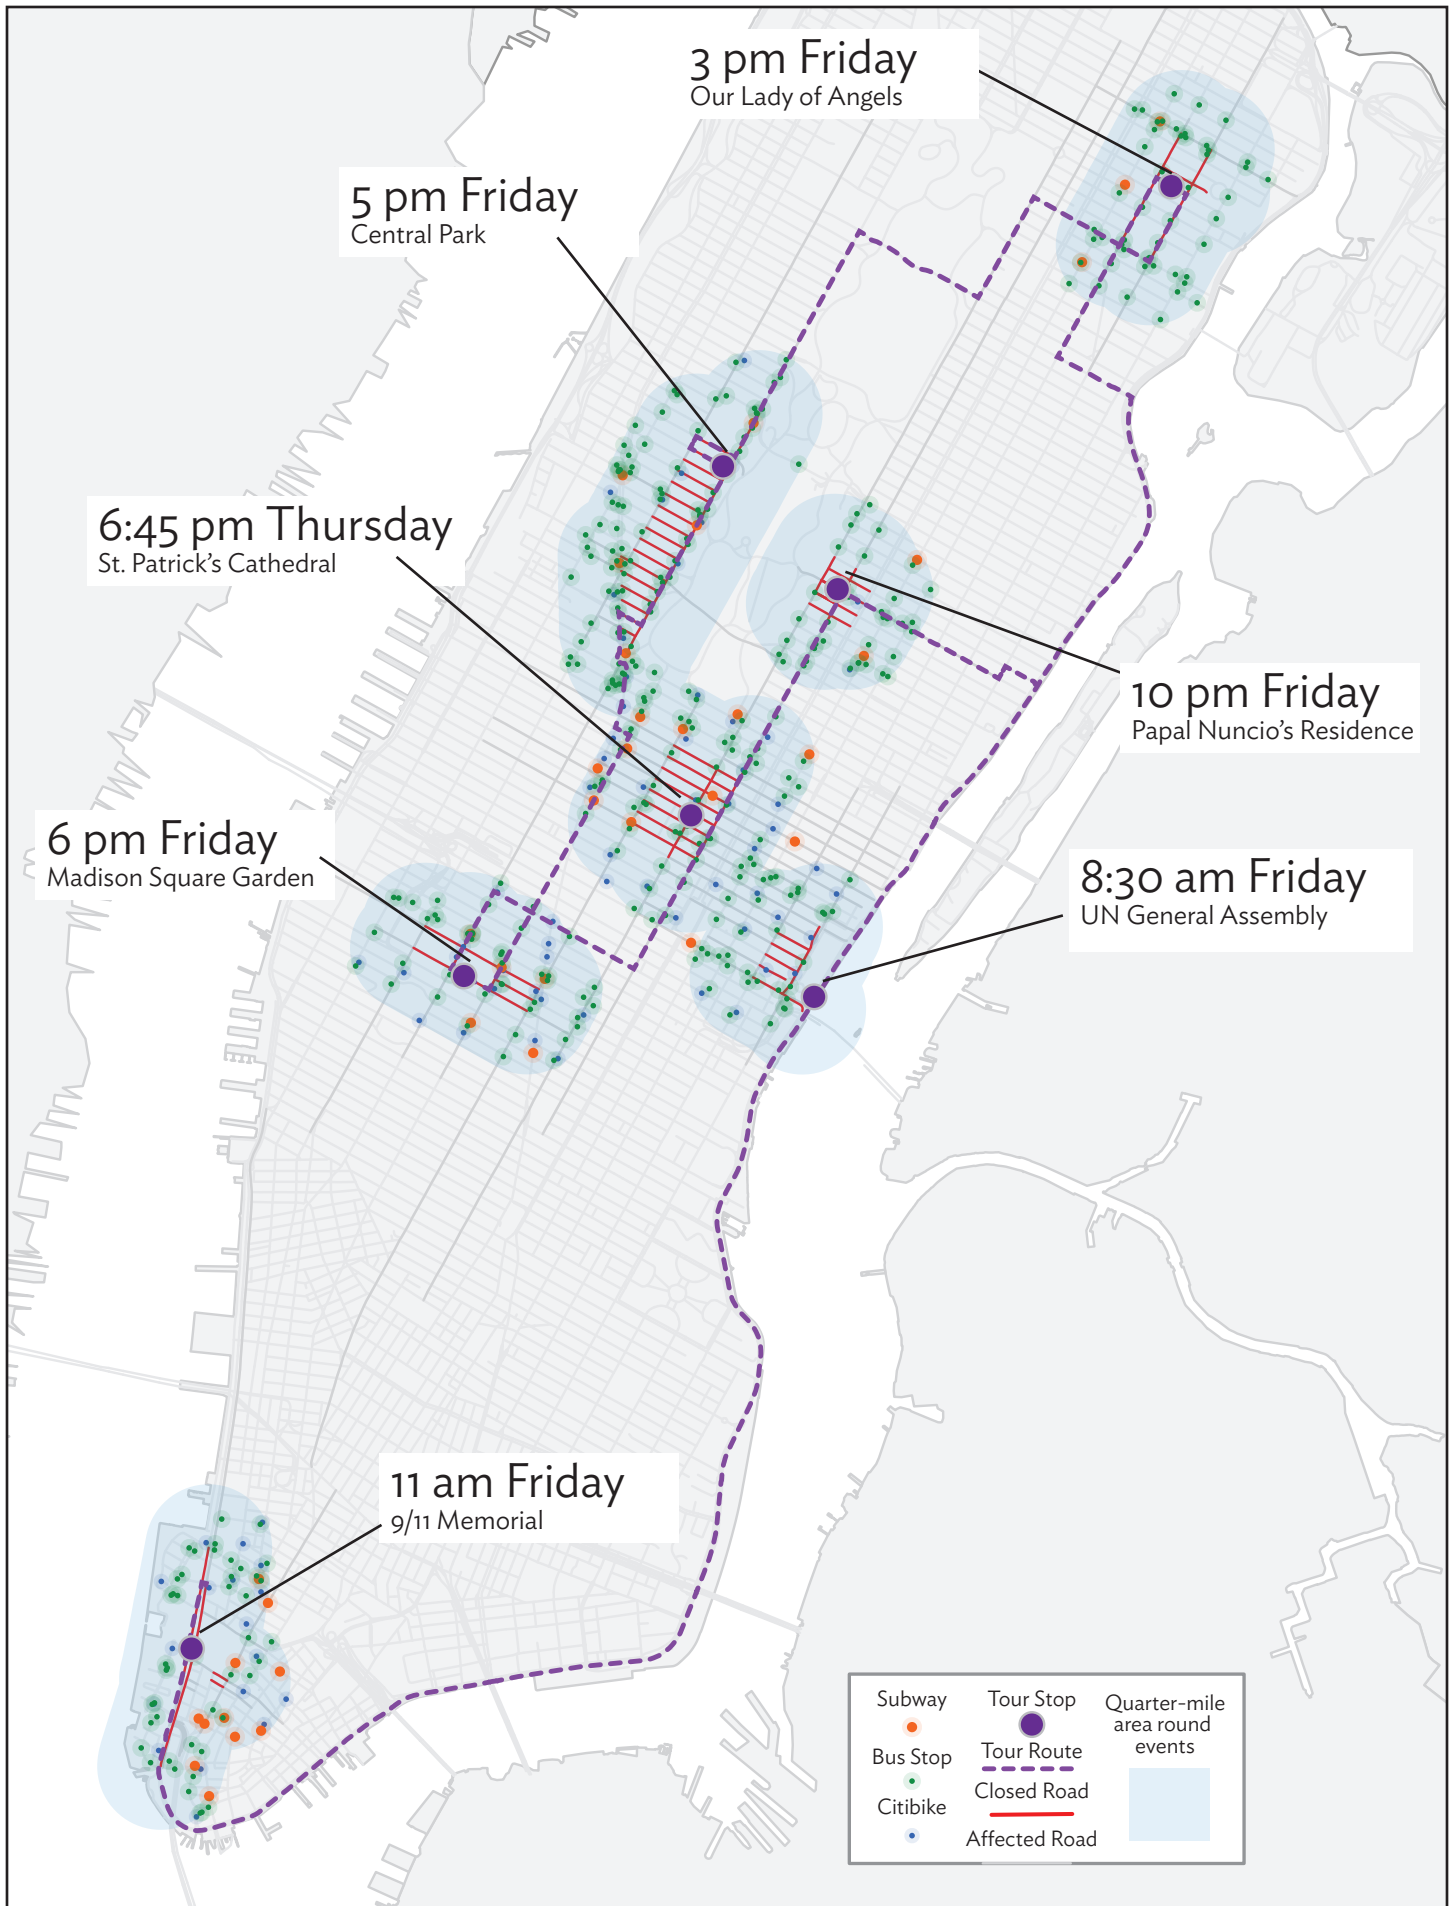 3 pm Friday
Our Lady of Angels
5 pm Friday
Central Park
6:45 pm Thursday
St. Patrick's Cathedral
10 pm Friday
Papal Nuncio's Residence
6 pm Friday
Madison Square Garden
8:30 am Friday
UN General Assembly
11 am Friday
9/11 Memorial
Subway
Bus Stop
Citibike
Tour Stop
Tour Route
Closed Road
Affected Road
Quarter-mile
area round
events